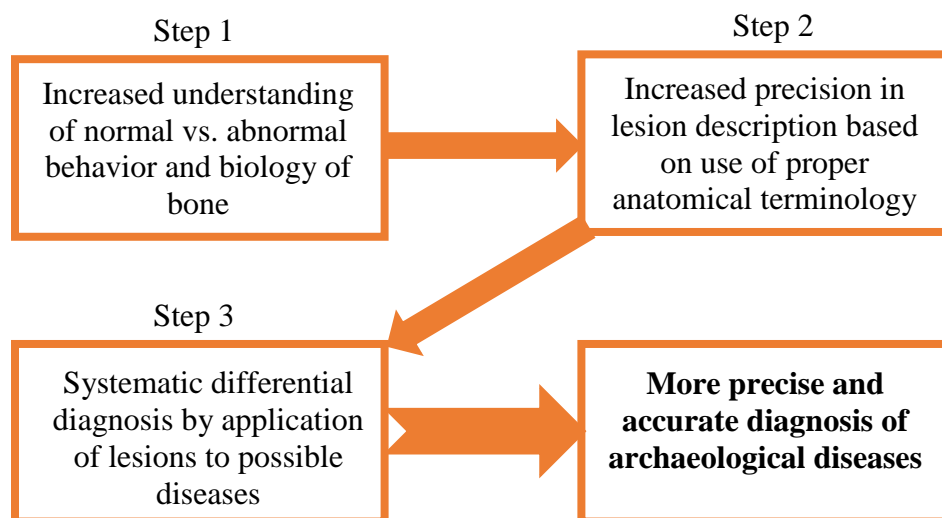 Step 1
Increased understanding
of normal vs. abnormal
behavior and biology of
bone
Step 2
Increased precision in
lesion description based
on use of proper
anatomical terminology
Step 3
Systematic differential
diagnosis by application
of lesions to possible
diseases
More precise and
accurate diagnosis of
archaeological diseases